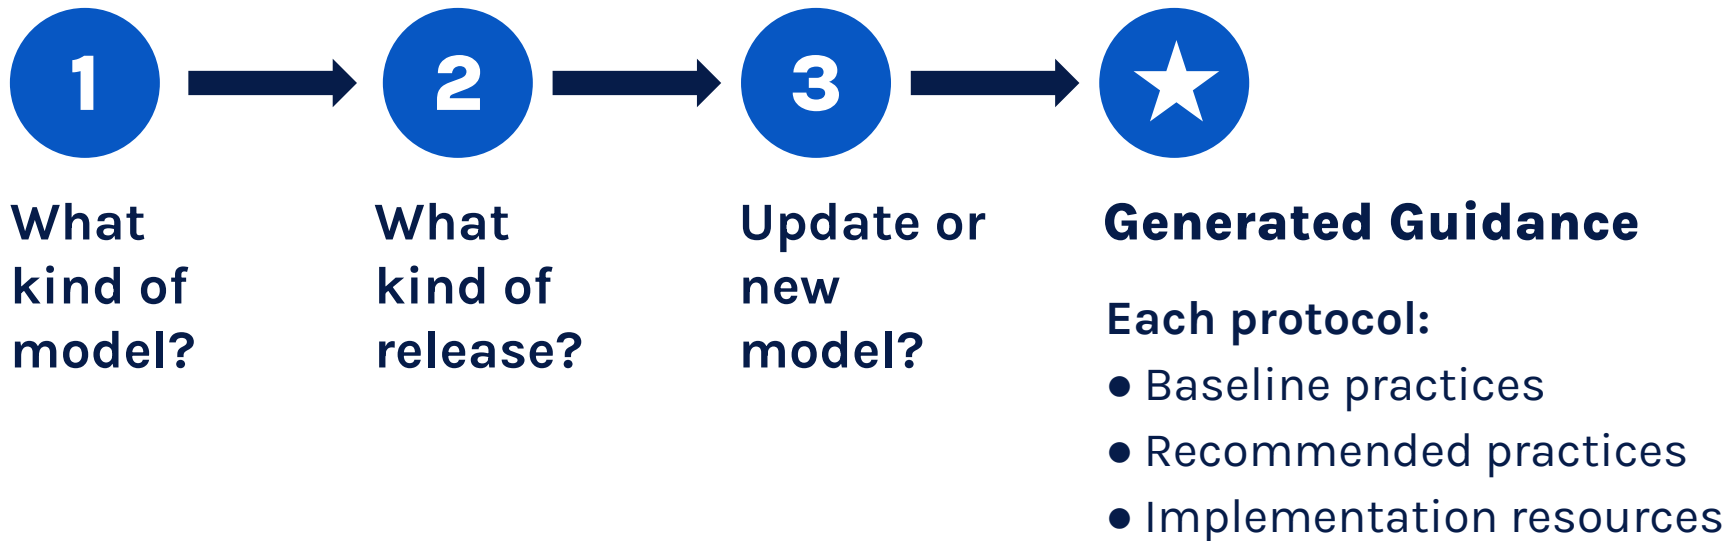 1
2
3
What
kind of
model?
What
kind of
release?
Update or
new
model?
Generated Guidance
Each protocol:
● Baseline practices
● Recommended practices
● Implementation resources